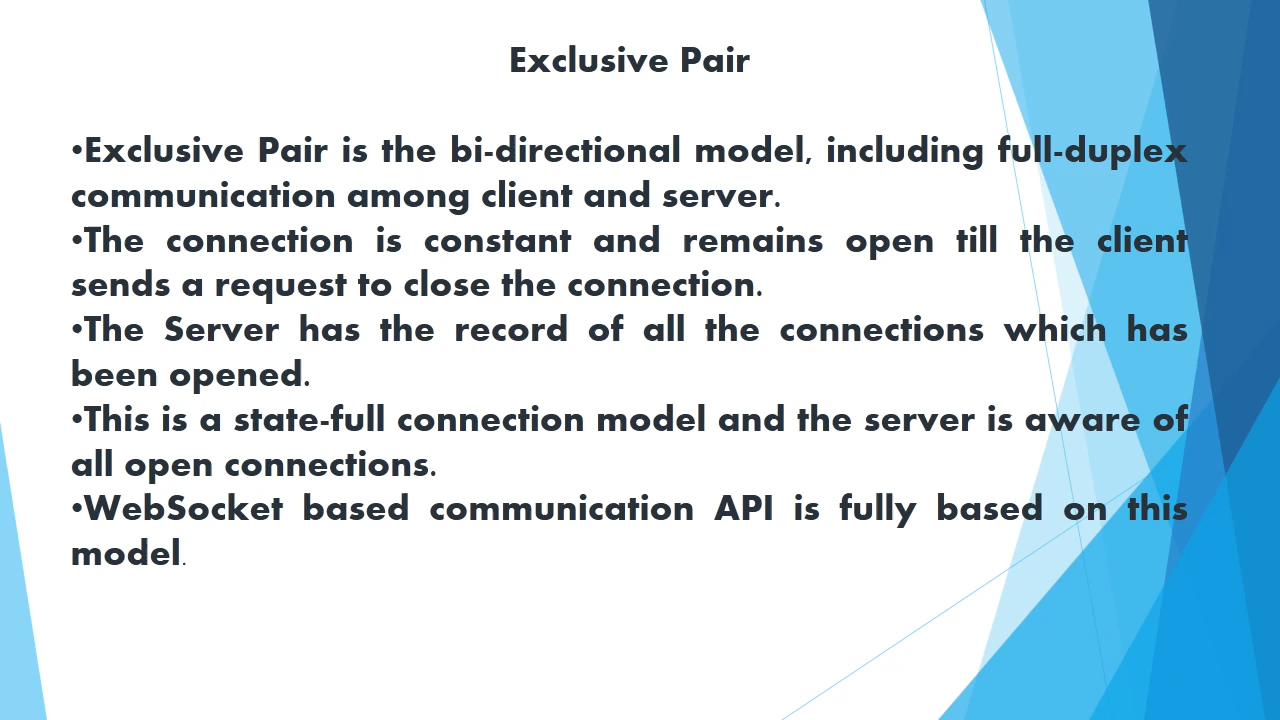 Exclusive Pair
•Exclusive Pair is the bi-directional model, including full-duplex
communication among client and server.
•The connection is constant and remains open till the client
sends a request to close the connection.
•The Server has the record of all the connections which has
been opened.
•This is a state-full connection model and the server is aware of
all open connections.
•WebSocket based communication API is fully based on this
model.